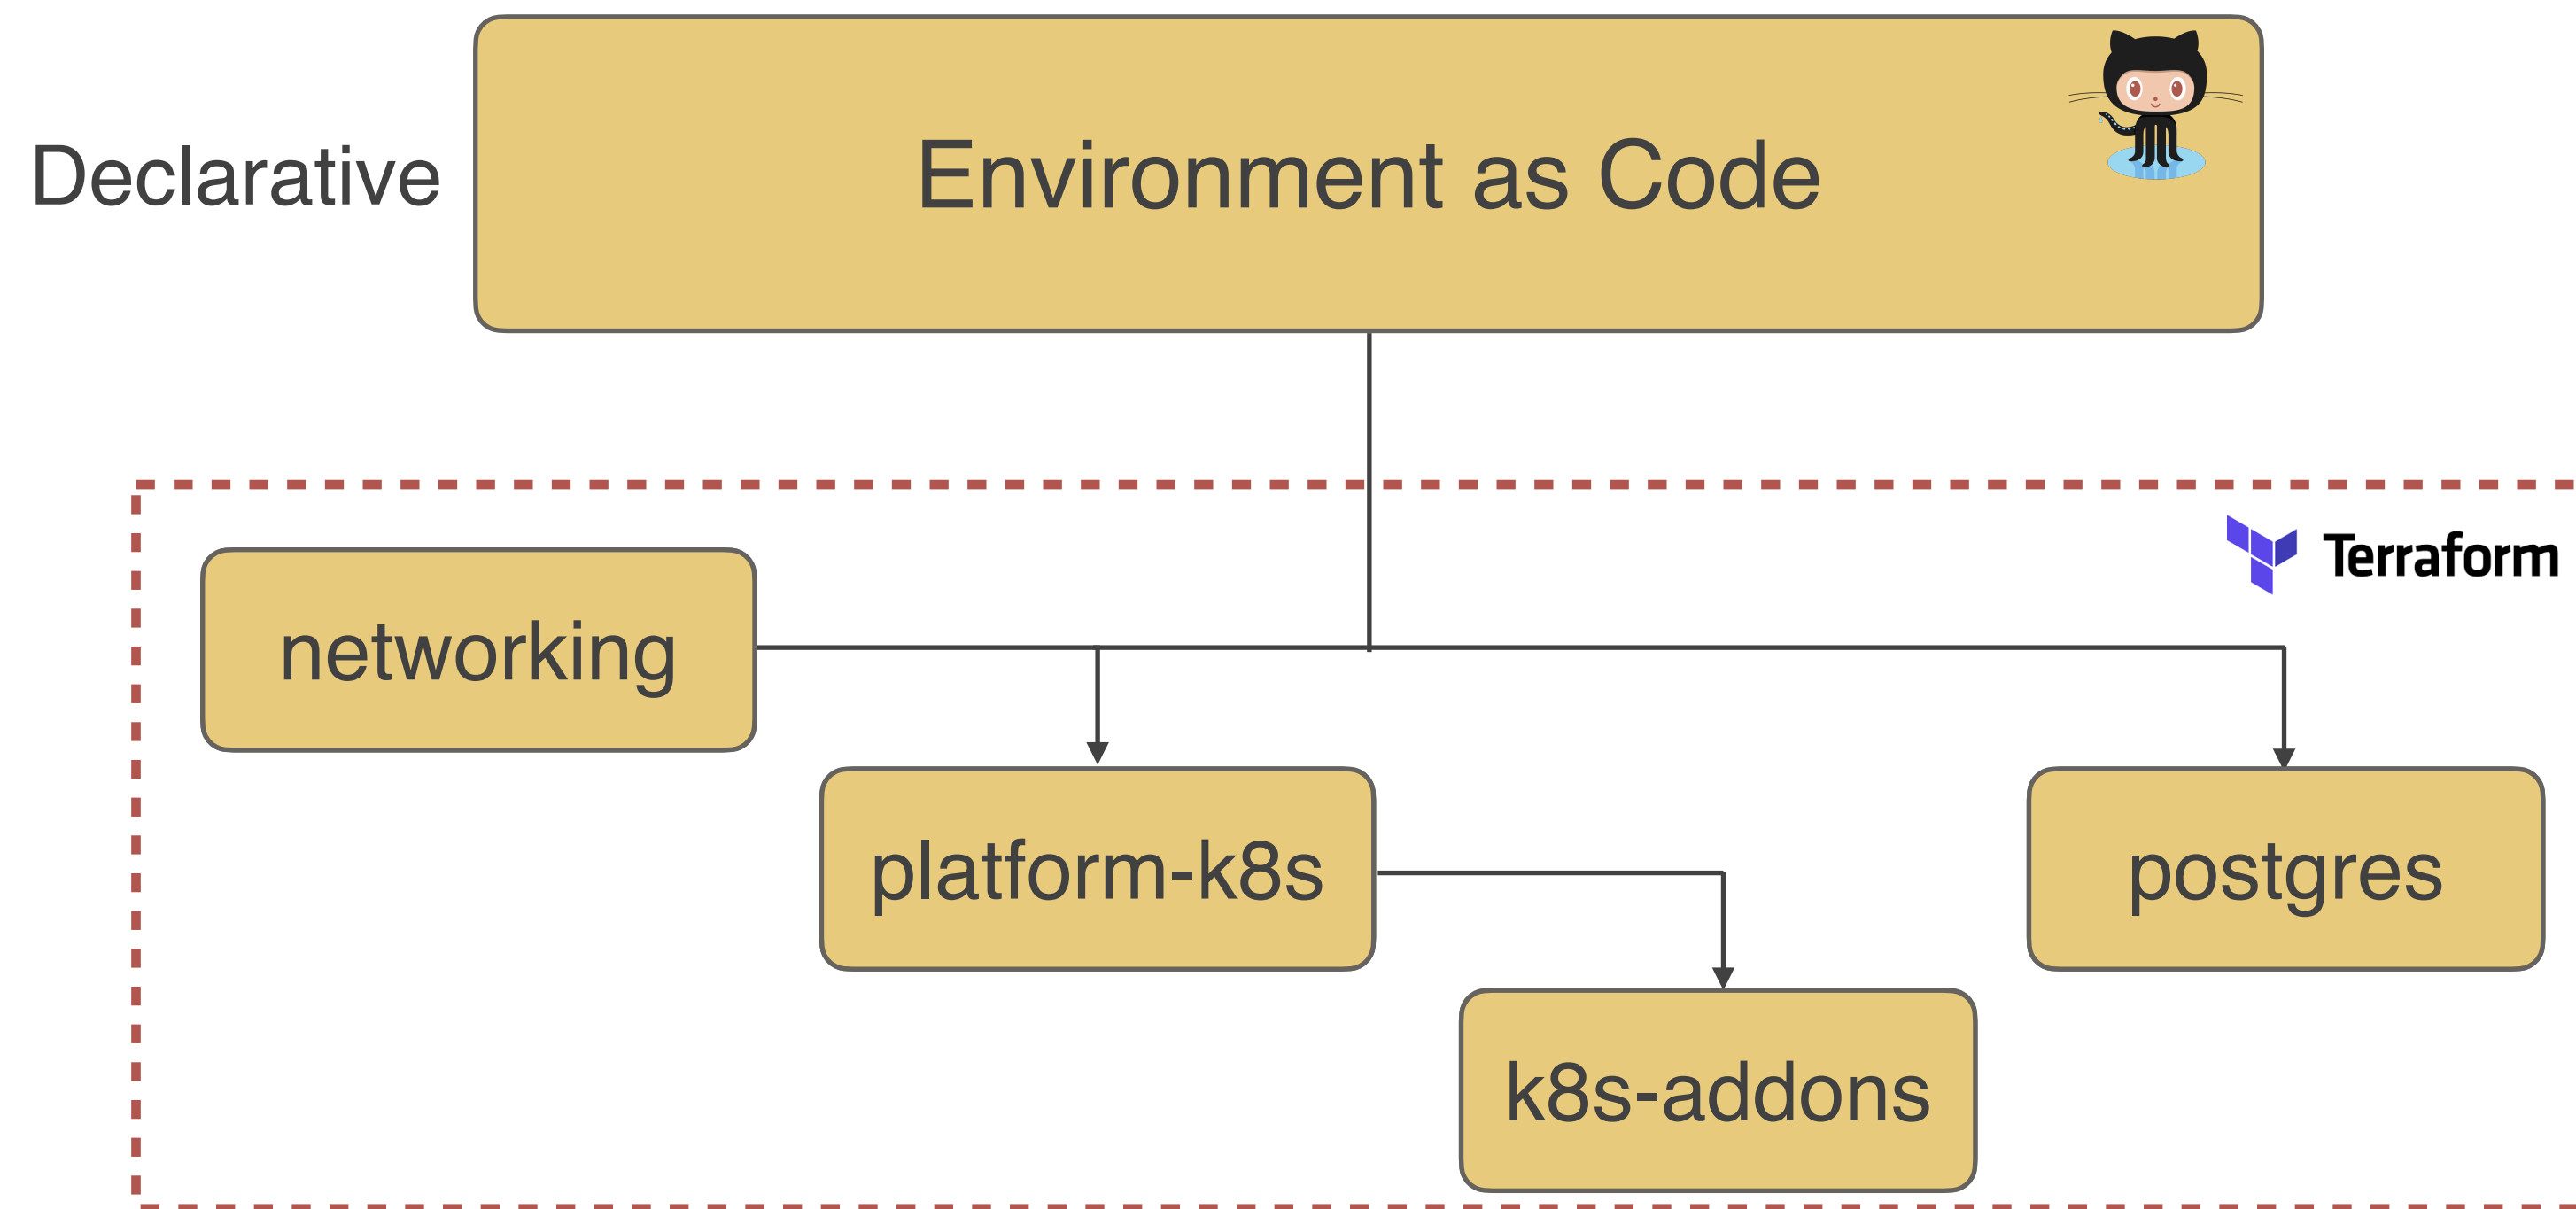 Declarative
Environment as Code
Terraform
networking
platform-k8s
postgres
k8s-addons